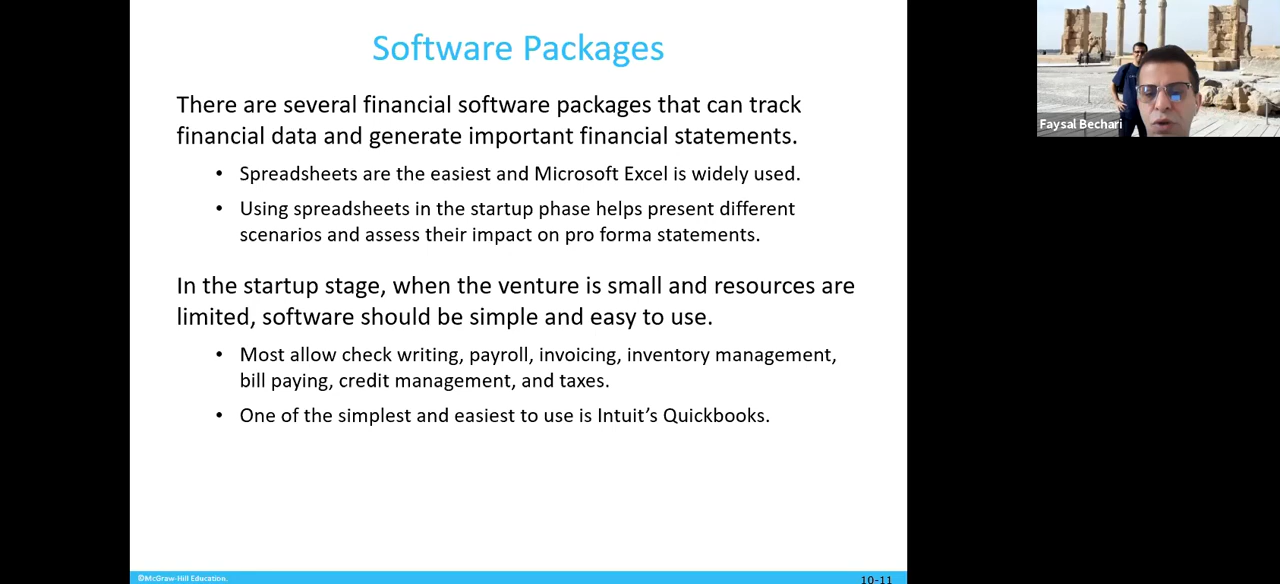 Software Packages
There are several financial software packages that can track
financial data and generate important financial statements.
• Spreadsheets are the easiest and Microsoft Excel is widely used.
• Using spreadsheets in the startup phase helps present different
scenarios and assess their impact on pro forma statements.
In the startup stage, when the venture is small and resources are
limited, software should be simple and easy to use.
• Most allow check writing, payroll, invoicing, inventory management,
bill paying, credit management, and taxes.
• One of the simplest and easiest to use is Intuit’s Quickbooks.
©McGraw-Hill Education.
10-11
Faysal Bechari